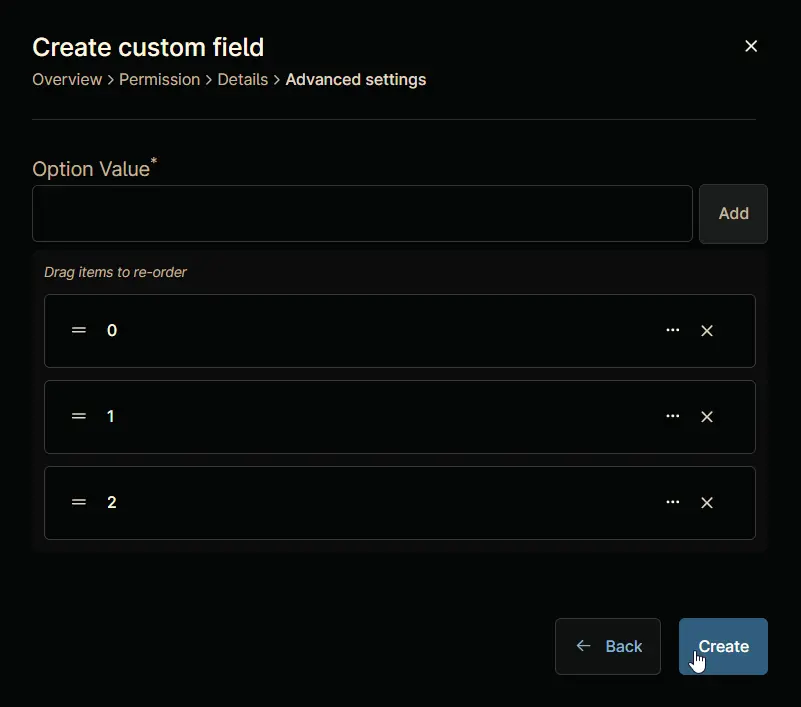 Create custom field
Overview > Permission > Details > Advanced settings
Option Value*
Add
Drag items to re-order
0
1
2
Back
Create